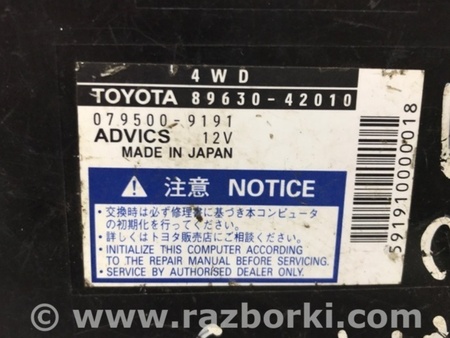 4WD
TOYOTA 89630-42010
079500-9191
ADVICS 12V
MADE IN JAPAN
注意 NOTICE
・交換時は必ず修理書に基づき本コンピュータ
の初期化を行ってください。
・詳しくはトヨタ販売店にご相談ください。
・INITIALIZE THIS COMPUTER ACCORDING
TO THE REPAIR MANUAL BEFORE SERVICING.
・SERVICE BY AUTHORISED DEALER ONLY.
919100000018
© www.razborki.com